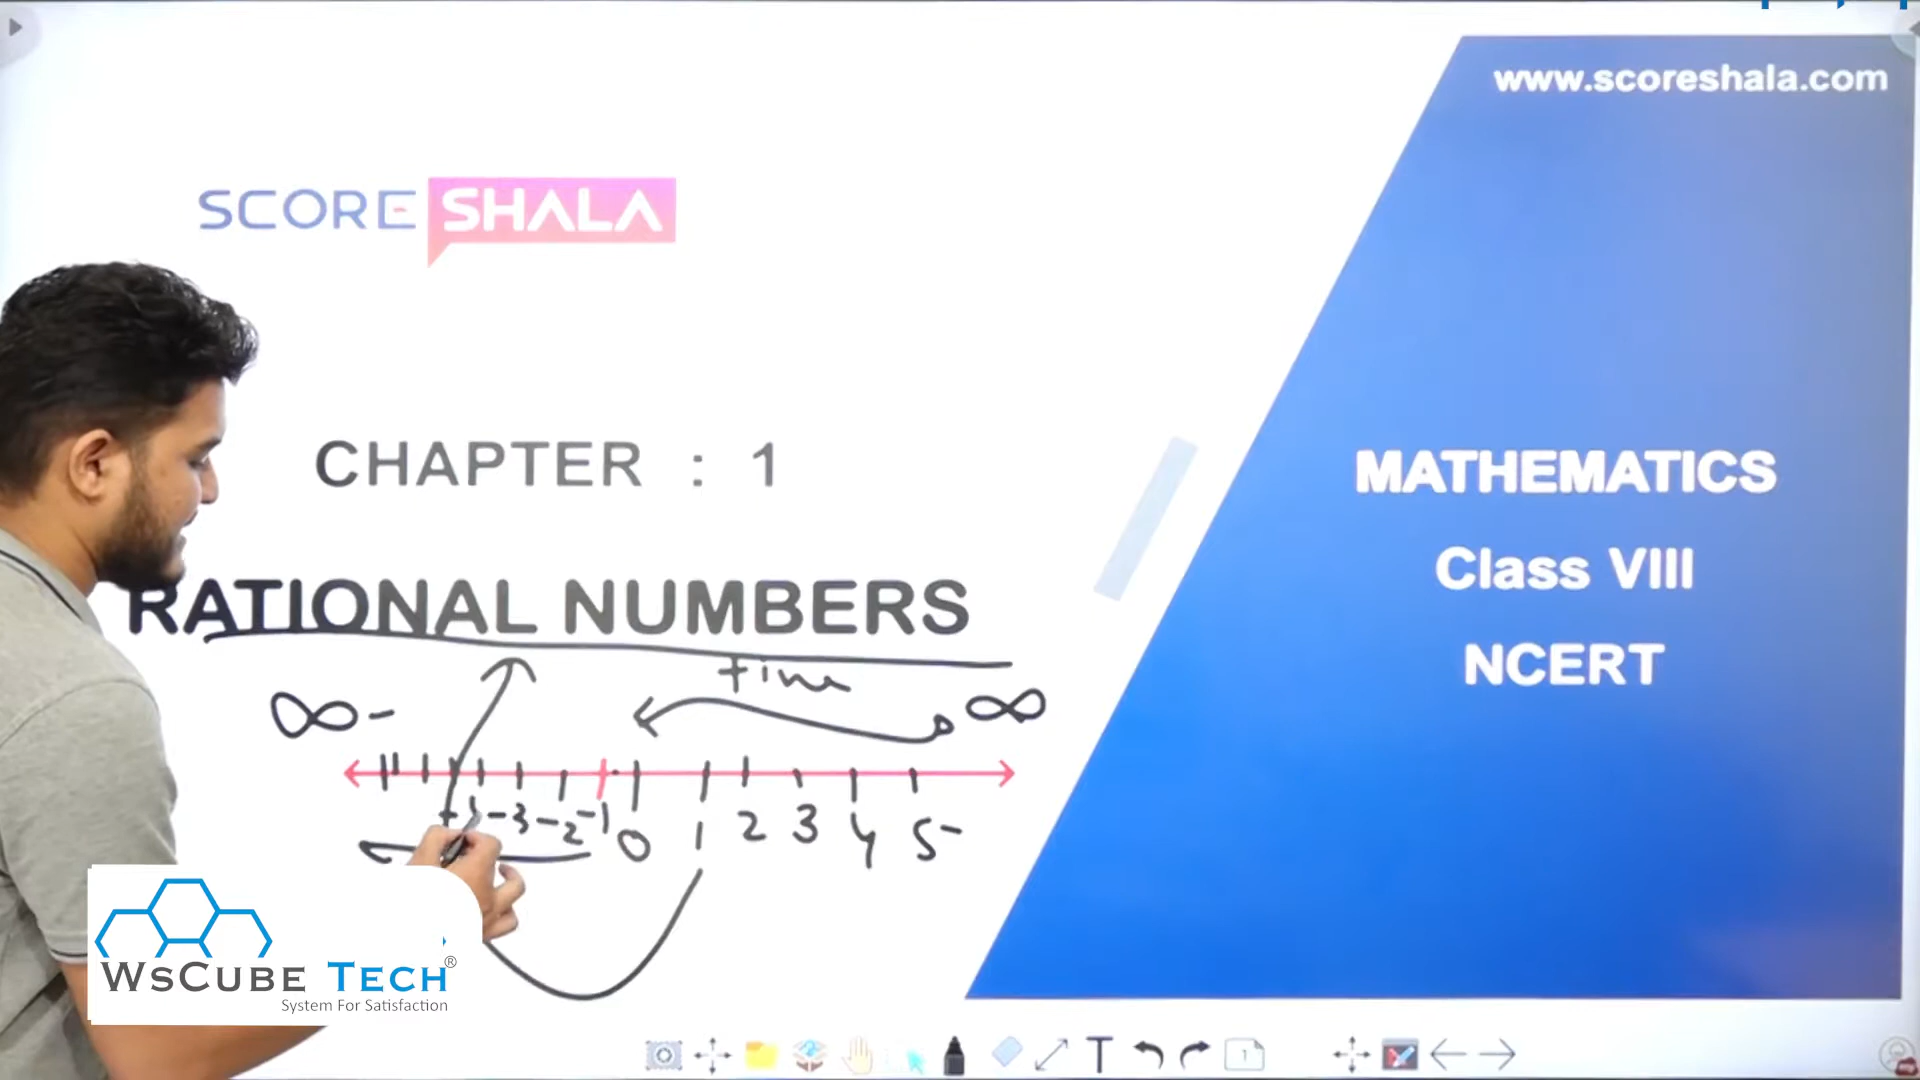 www.scoreshala.com
SCORE SHALA
CHAPTER : 1
MATHEMATICS
Class VIII
NCERT
RATIONAL NUMBERS
∞- ∞
-3 -2 -1 0 1 2 3 4 5-
WSCUBE TECH®
System For Satisfaction
T
1